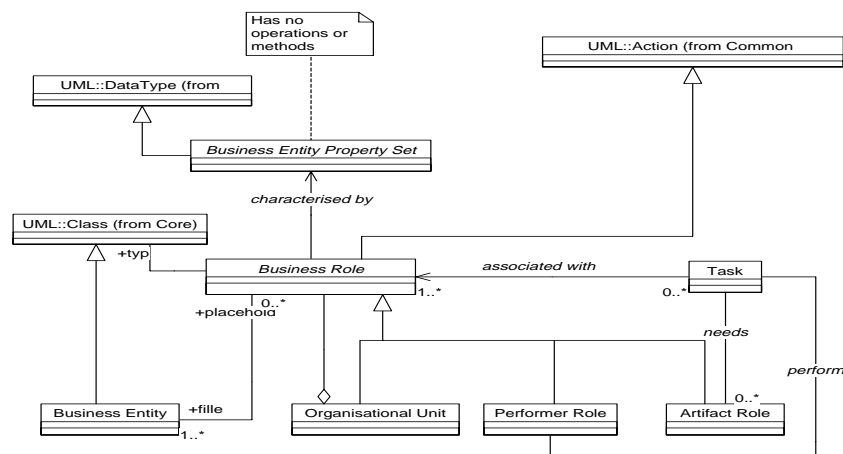 Has no
operations or
methods
UML::Action (from Common
UML::DataType (from
Business Entity Property Set
characterised by
UML::Class (from Core)
+typ
Business Role
associated with
Task
0..*
1..*
0..*
+placehold
needs
perform
0..*
Business Entity
+fille
1..*
Organisational Unit
Performer Role
Artifact Role